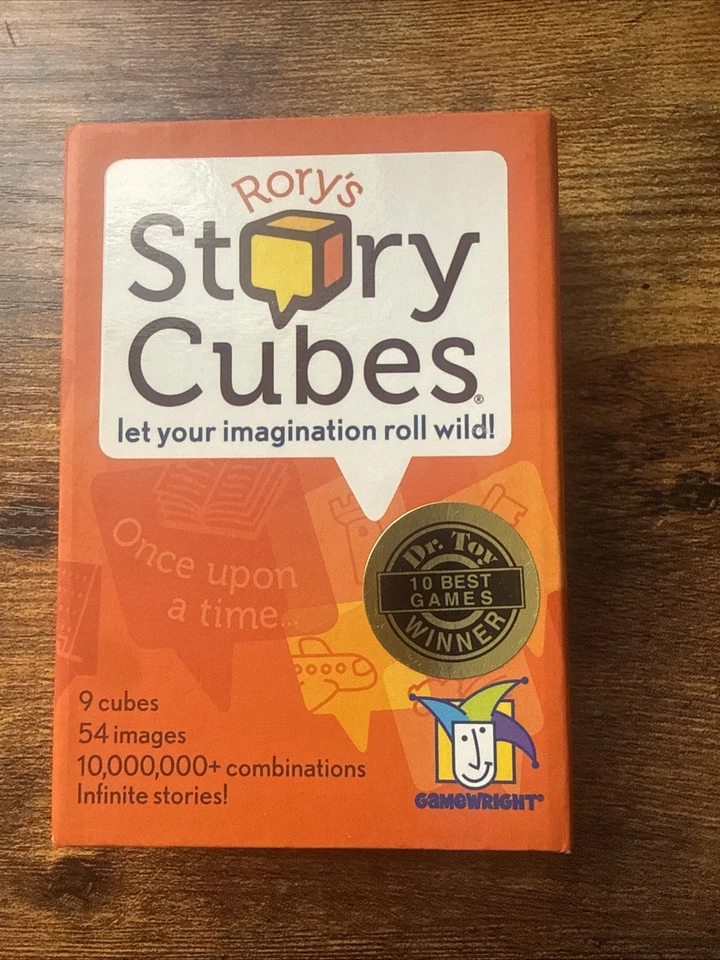 Rory's
Story
Cubes®
let your imagination roll wild!
Once upon
a time...
Dr. Toy
10 BEST
GAMES
WINNER
9 cubes
54 images
10,000,000+ combinations
Infinite stories!
GAMEWRIGHT®